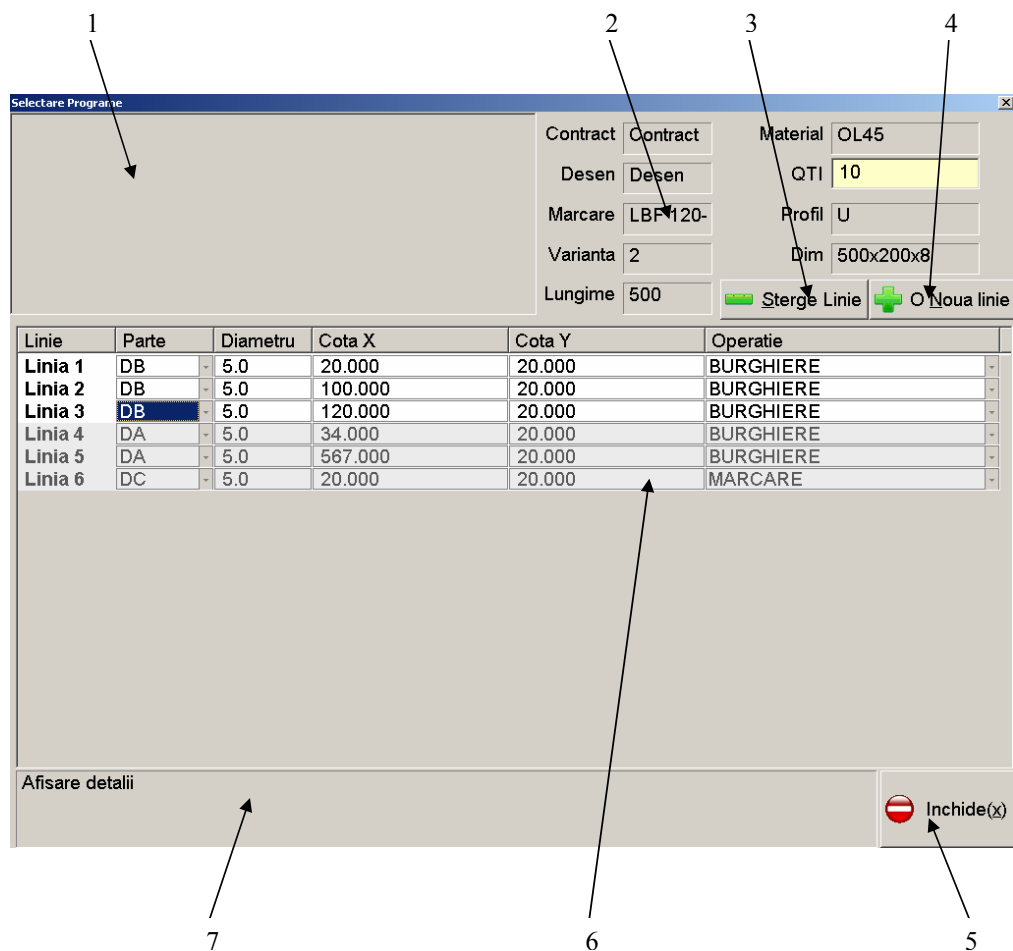 1 2 3 4
Selectare Programe
Contract Contract Material OL45
Desen Desen QTI 10
Marcare LBF 120- Profil U
Varianta 2 Dim 500x200x8
Lungime 500 Sterge Linie O Noua linie
Linie Parte Diametru Cota X Cota Y Operatie
Linia 1 DB 5.0 20.000 20.000 BURGHIERE
Linia 2 DB 5.0 100.000 20.000 BURGHIERE
Linia 3 DB 5.0 120.000 20.000 BURGHIERE
Linia 4 DA 5.0 34.000 20.000 BURGHIERE
Linia 5 DA 5.0 567.000 20.000 BURGHIERE
Linia 6 DC 5.0 20.000 20.000 MARCARE
Afisare detalii
Inchide(x)
7 6 5